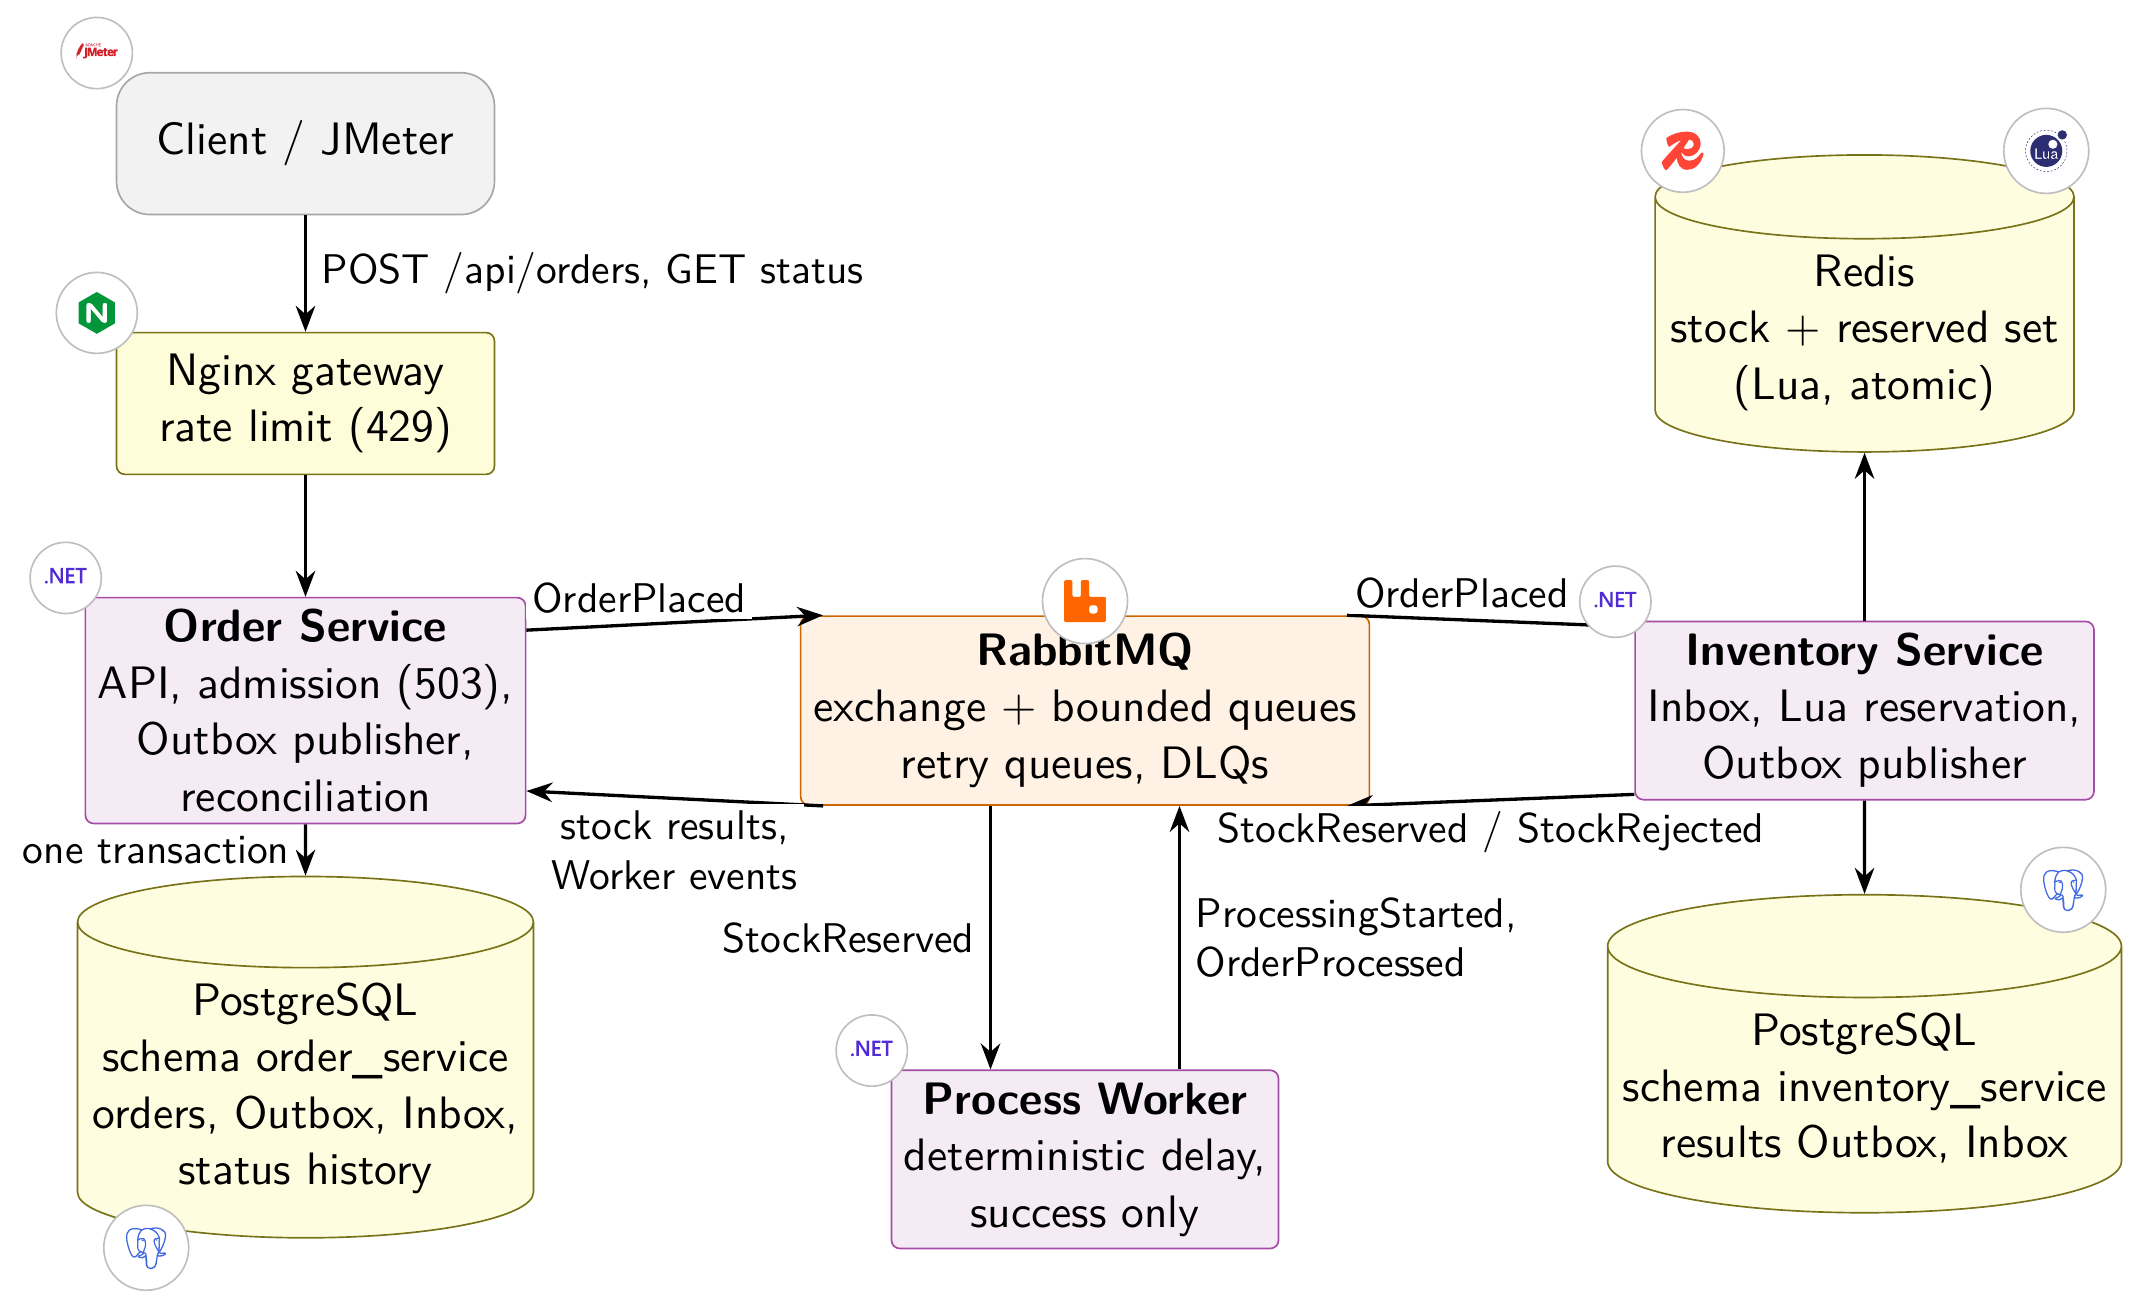 APACHE
JMeter
Client / JMeter
POST /api/orders, GET status
Nginx gateway
rate limit (429)
Lua
Redis
stock + reserved set
(Lua, atomic)
.NET
Order Service
API, admission (503),
Outbox publisher,
reconciliation
OrderPlaced
RabbitMQ
exchange + bounded queues
retry queues, DLQs
OrderPlaced
.NET
Inventory Service
Inbox, Lua reservation,
Outbox publisher
one transaction
stock results,
Worker events
StockReserved / StockRejected
StockReserved
ProcessingStarted,
OrderProcessed
PostgreSQL
schema order_service
orders, Outbox, Inbox,
status history
.NET
Process Worker
deterministic delay,
success only
PostgreSQL
schema inventory_service
results Outbox, Inbox